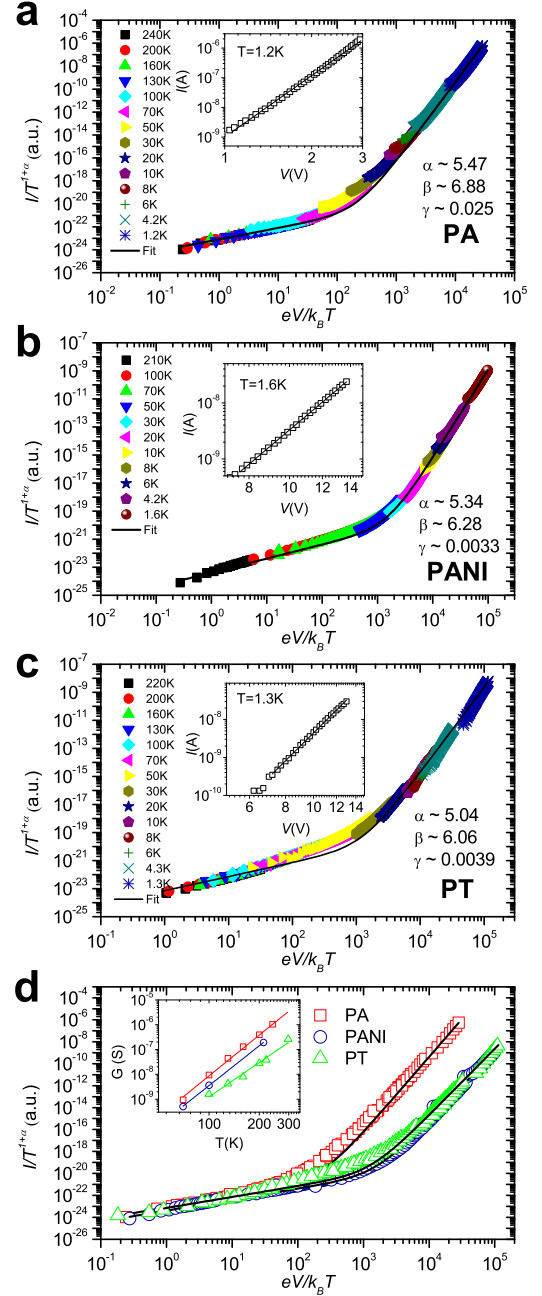 a
10^-4
10^-6
10^-8
10^-10
10^-12
10^-14
10^-16
10^-18
10^-20
10^-22
10^-24
10^-26
I/T^1+α (a.u.)
240K
200K
160K
130K
100K
70K
50K
30K
20K
10K
8K
6K
4.2K
1.2K
Fit
T=1.2K
I(A)
10^-6
10^-7
10^-8
10^-9
1 2 3
V(V)
α ~ 5.47
β ~ 6.88
γ ~ 0.025
PA
10^-2 10^-1 10^0 10^1 10^2 10^3 10^4 10^5
eV/k_BT
b
10^-7
10^-9
10^-11
10^-13
10^-15
10^-17
10^-19
10^-21
10^-23
10^-25
I/T^1+α (a.u.)
210K
100K
70K
50K
30K
20K
10K
8K
6K
4.2K
1.6K
Fit
T=1.6K
I(A)
10^-8
10^-9
8 10 12 14
V(V)
α ~ 5.34
β ~ 6.28
γ ~ 0.0033
PANI
10^-2 10^-1 10^0 10^1 10^2 10^3 10^4 10^5
eV/k_BT
c
10^-7
10^-9
10^-11
10^-13
10^-15
10^-17
10^-19
10^-21
10^-23
10^-25
I/T^1+α (a.u.)
220K
200K
160K
130K
100K
70K
50K
30K
20K
10K
8K
6K
4.3K
1.3K
Fit
T=1.3K
I(A)
10^-8
10^-9
10^-10
6 8 10 12 14
V(V)
α ~ 5.04
β ~ 6.06
γ ~ 0.0039
PT
10^-1 10^0 10^1 10^2 10^3 10^4 10^5
eV/k_BT
d
10^-4
10^-6
10^-8
10^-10
10^-12
10^-14
10^-16
10^-18
10^-20
10^-22
10^-24
10^-26
I/T^1+α (a.u.)
G (S)
10^-5
10^-6
10^-7
10^-8
10^-9
100 200 300
T(K)
PA
PANI
PT
10^-1 10^0 10^1 10^2 10^3 10^4 10^5
eV/k_BT